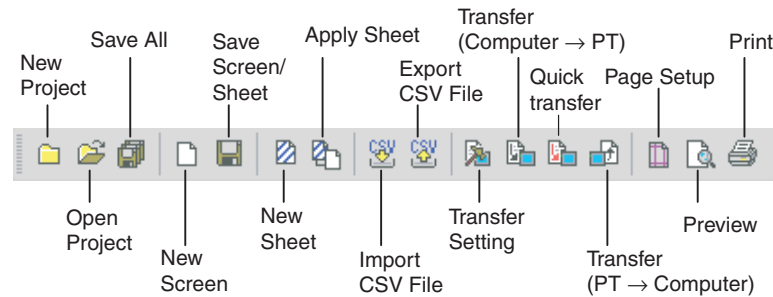 New
Project
Save All
Save
Screen/
Sheet
Apply Sheet
Export
CSV File
Transfer
(Computer → PT)
Quick
transfer
Page Setup
Print
CSV
CSV
Open
Project
New
Screen
New
Sheet
Import
CSV File
Transfer
Setting
Transfer
(PT → Computer)
Preview